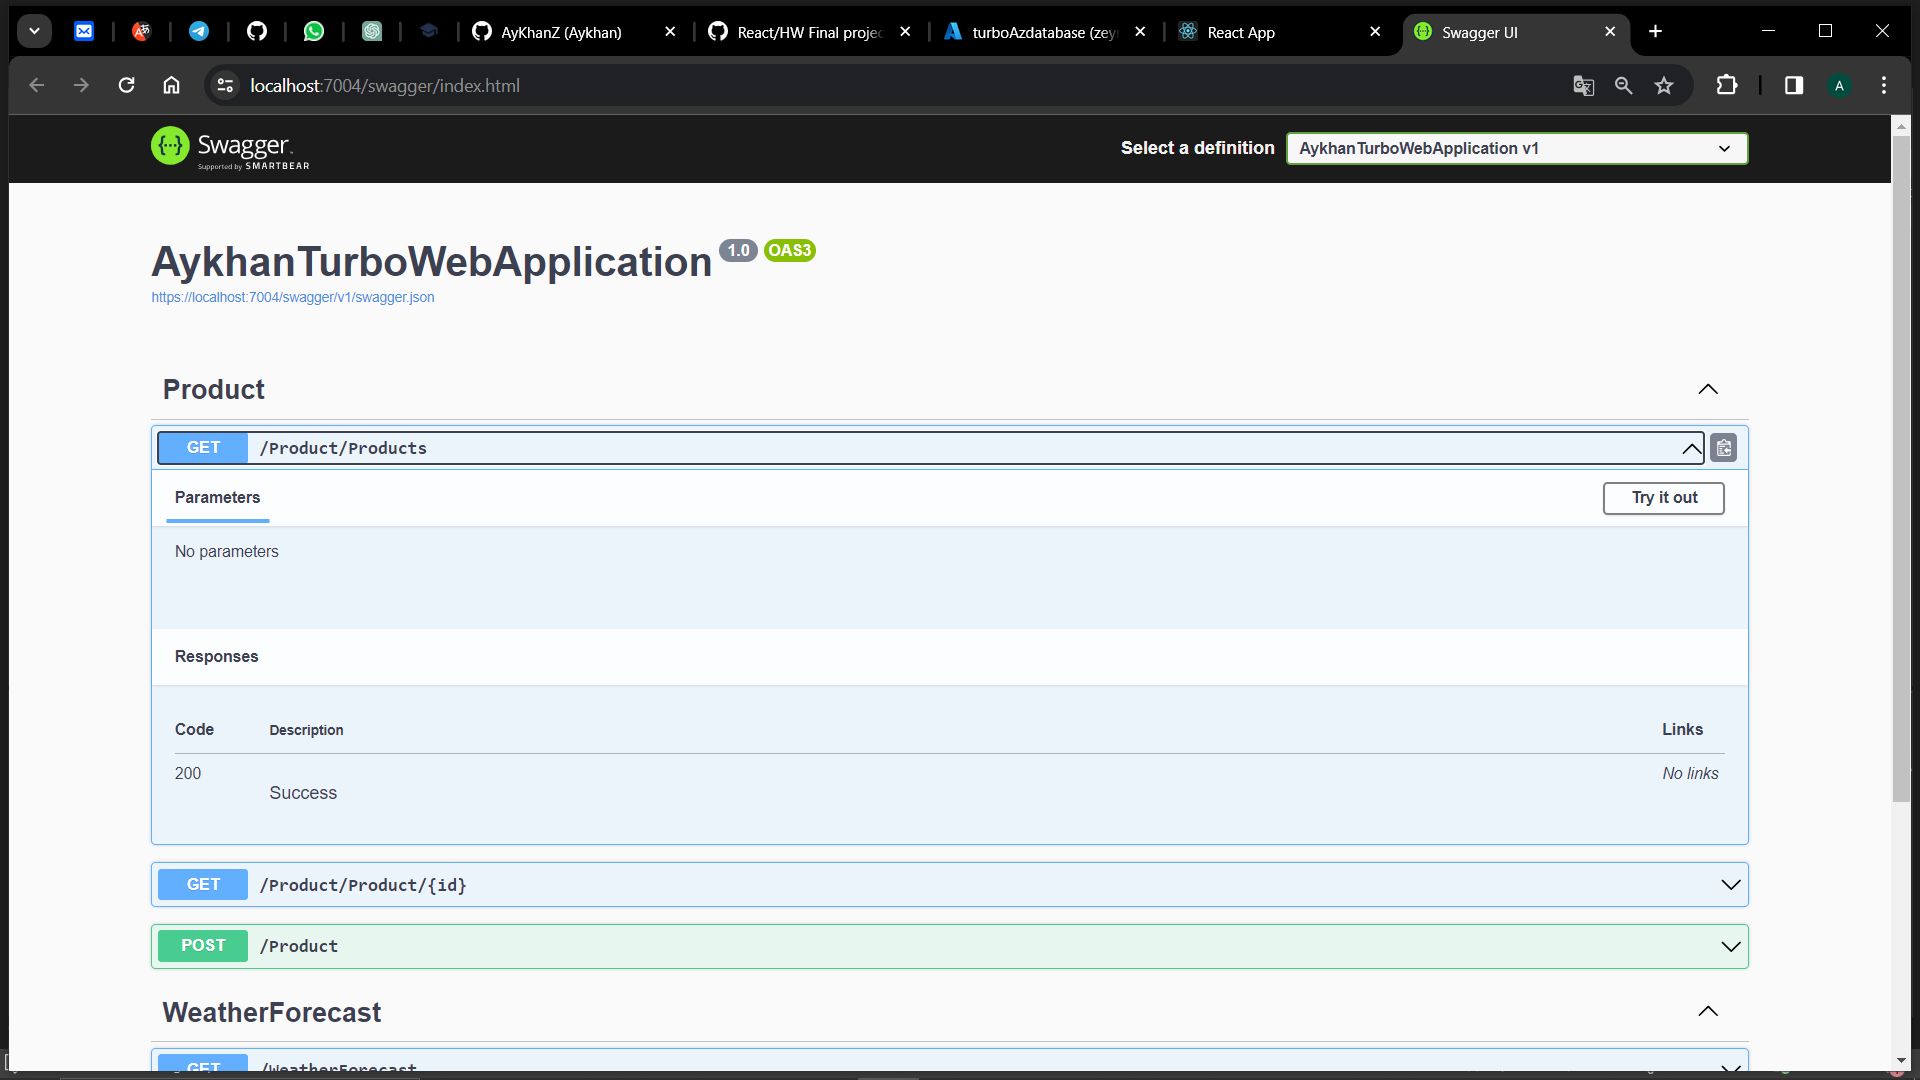 AyKhanZ (Aykhan)
React/HW Final projec
turboAzdatabase (zey
React App
Swagger UI
localhost:7004/swagger/index.html
A
Swagger.
Supported by SMARTBEAR
Select a definition
AykhanTurboWebApplication v1
AykhanTurboWebApplication 1.0 OAS3
https://localhost:7004/swagger/v1/swagger.json
Product
GET /Product/Products
Parameters
Try it out
No parameters
Responses
Code Description Links
200 No links
Success
GET /Product/Product/{id}
POST /Product
WeatherForecast
GET /WeatherForecast